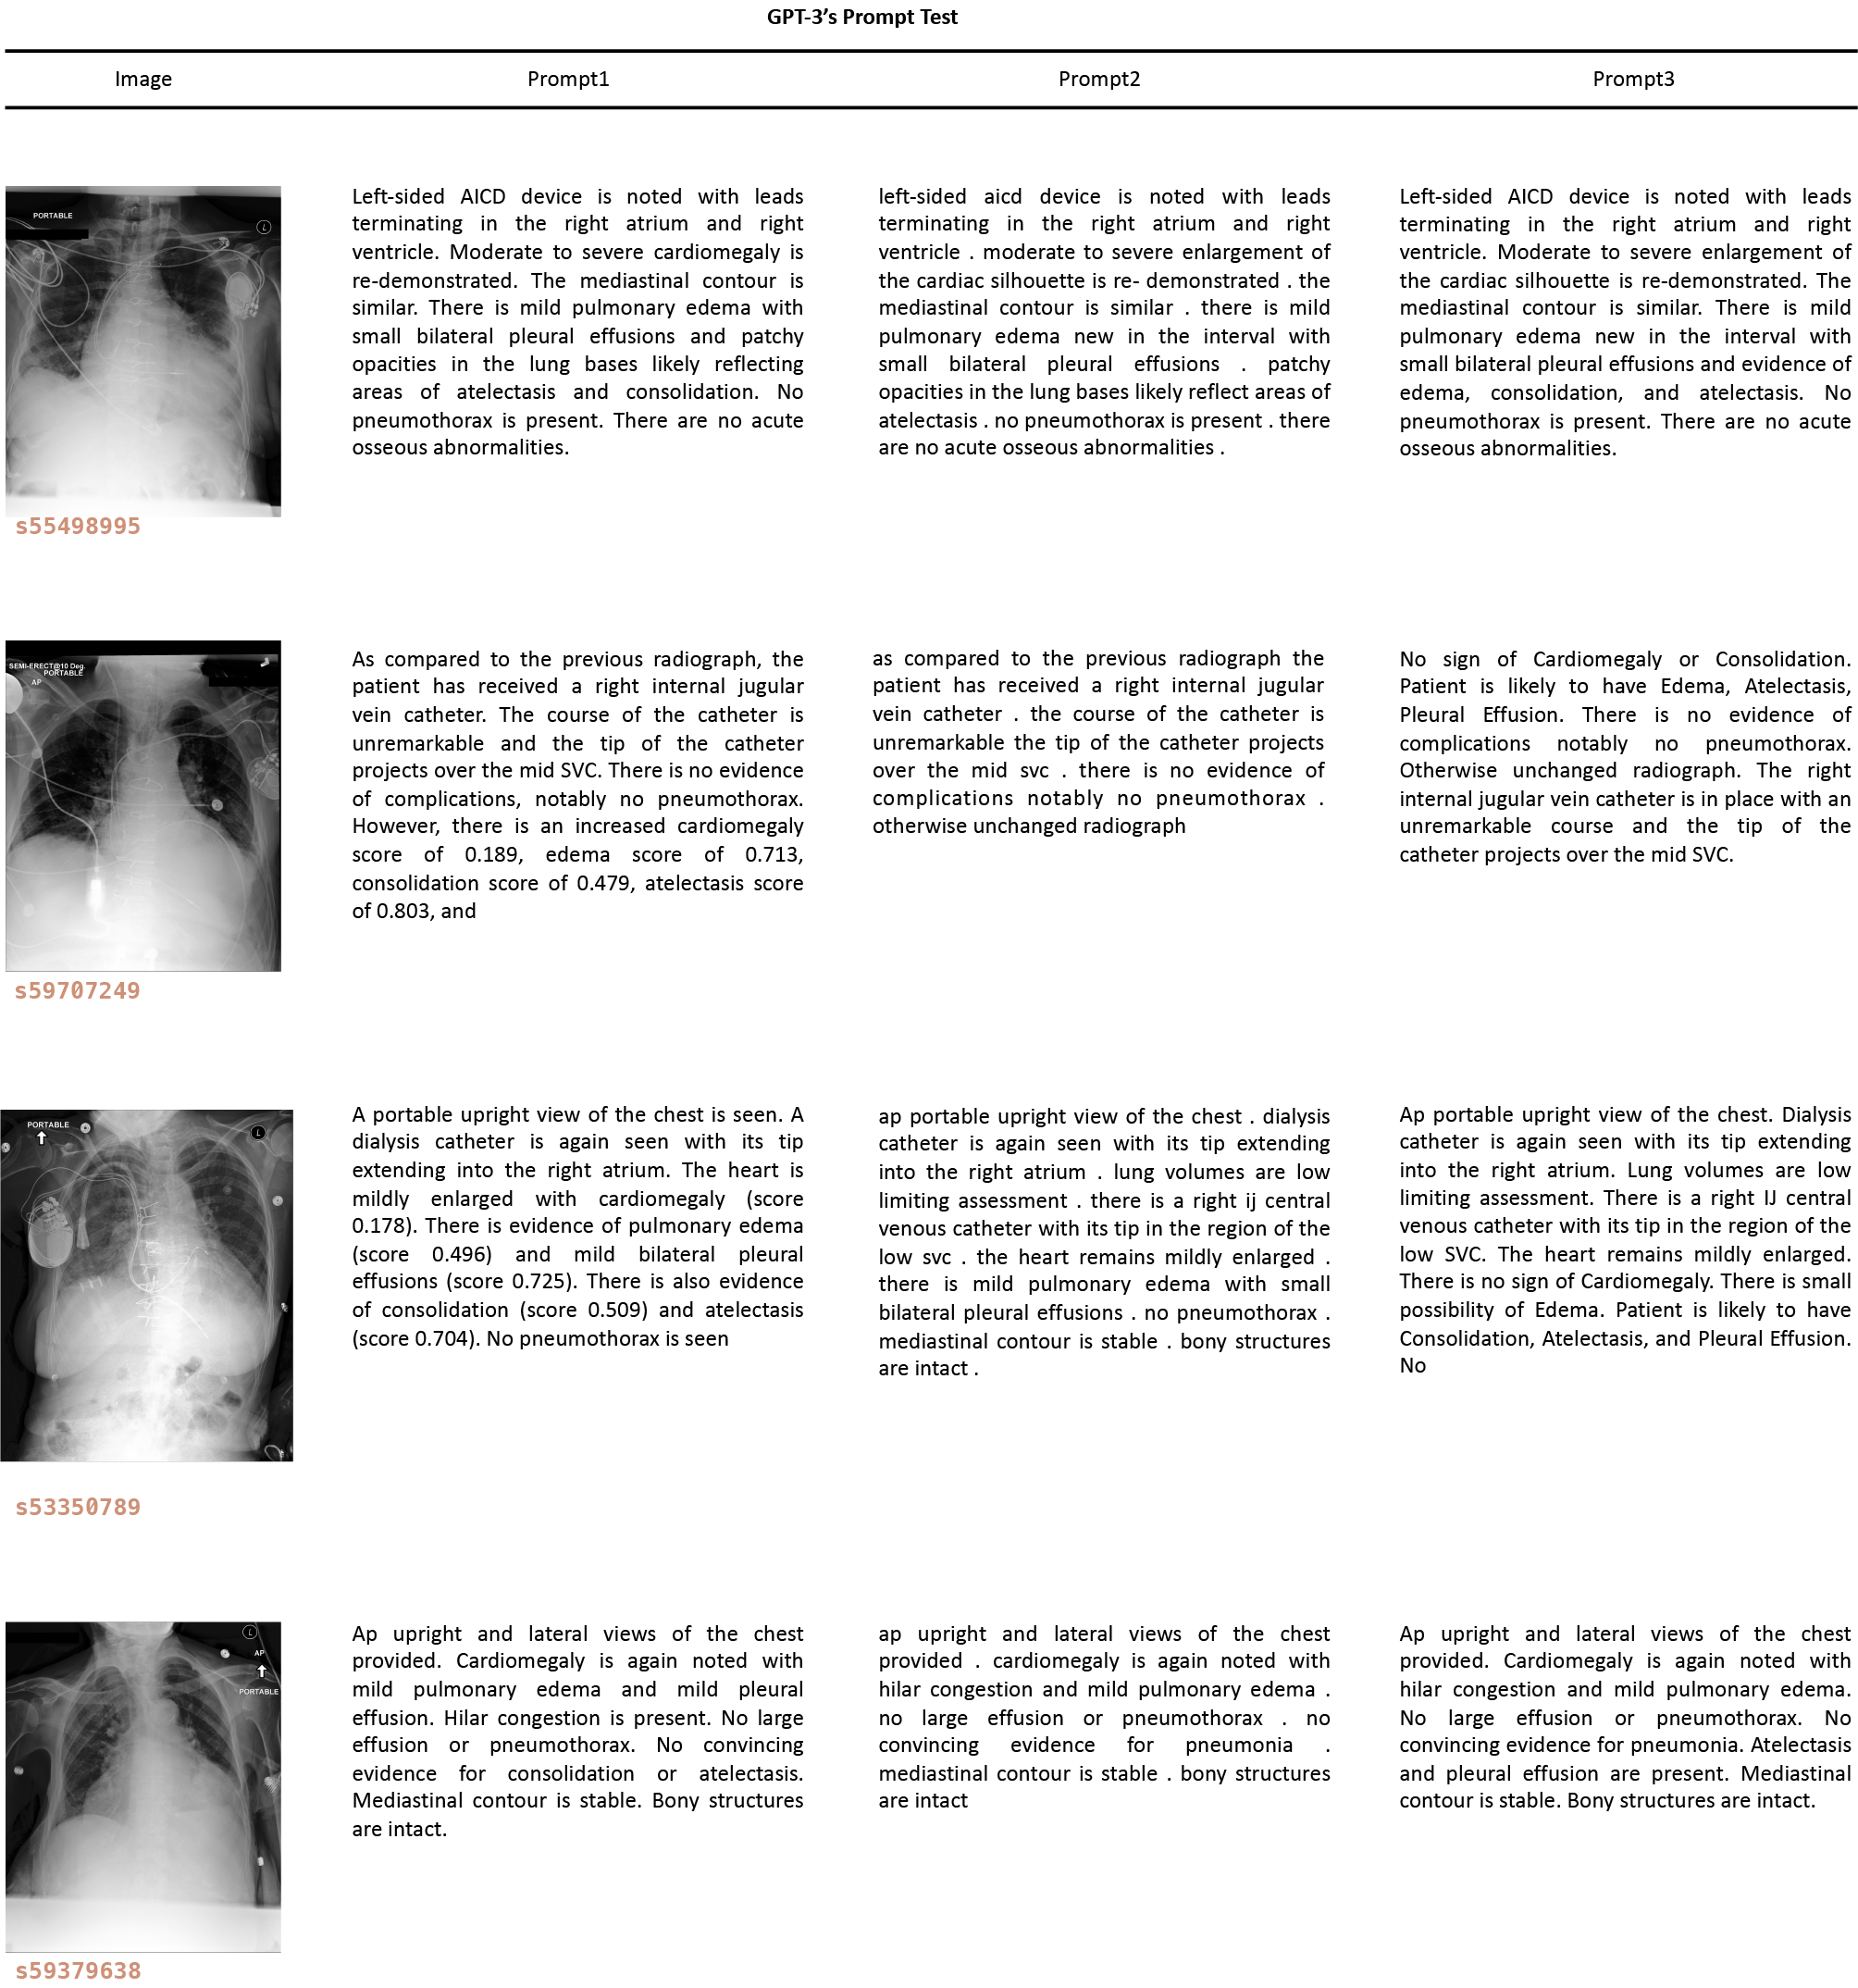 GPT-3's Prompt Test
Image Prompt1 Prompt2 Prompt3
PORTABLE
L
Left-sided AICD device is noted with leads
terminating in the right atrium and right
ventricle. Moderate to severe cardiomegaly is
re-demonstrated. The mediastinal contour is
similar. There is mild pulmonary edema with
small bilateral pleural effusions and patchy
opacities in the lung bases likely reflecting
areas of atelectasis and consolidation. No
pneumothorax is present. There are no acute
osseous abnormalities.
left-sided aicd device is noted with leads
terminating in the right atrium and right
ventricle . moderate to severe enlargement of
the cardiac silhouette is re- demonstrated . the
mediastinal contour is similar . there is mild
pulmonary edema new in the interval with
small bilateral pleural effusions . patchy
opacities in the lung bases likely reflect areas of
atelectasis . no pneumothorax is present . there
are no acute osseous abnormalities .
Left-sided AICD device is noted with leads
terminating in the right atrium and right
ventricle. Moderate to severe enlargement of
the cardiac silhouette is re-demonstrated. The
mediastinal contour is similar. There is mild
pulmonary edema new in the interval with
small bilateral pleural effusions and evidence of
edema, consolidation, and atelectasis. No
pneumothorax is present. There are no acute
osseous abnormalities.
s55498995
SEMI-ERECT@10 Deg.
PORTABLE
AP
As compared to the previous radiograph, the
patient has received a right internal jugular
vein catheter. The course of the catheter is
unremarkable and the tip of the catheter
projects over the mid SVC. There is no evidence
of complications, notably no pneumothorax.
However, there is an increased cardiomegaly
score of 0.189, edema score of 0.713,
consolidation score of 0.479, atelectasis score
of 0.803, and
as compared to the previous radiograph the
patient has received a right internal jugular
vein catheter . the course of the catheter is
unremarkable the tip of the catheter projects
over the mid svc . there is no evidence of
complications notably no pneumothorax .
otherwise unchanged radiograph
No sign of Cardiomegaly or Consolidation.
Patient is likely to have Edema, Atelectasis,
Pleural Effusion. There is no evidence of
complications notably no pneumothorax.
Otherwise unchanged radiograph. The right
internal jugular vein catheter is in place with an
unremarkable course and the tip of the
catheter projects over the mid SVC.
s59707249
PORTABLE
L
A portable upright view of the chest is seen. A
dialysis catheter is again seen with its tip
extending into the right atrium. The heart is
mildly enlarged with cardiomegaly (score
0.178). There is evidence of pulmonary edema
(score 0.496) and mild bilateral pleural
effusions (score 0.725). There is also evidence
of consolidation (score 0.509) and atelectasis
(score 0.704). No pneumothorax is seen
ap portable upright view of the chest . dialysis
catheter is again seen with its tip extending
into the right atrium . lung volumes are low
limiting assessment . there is a right ij central
venous catheter with its tip in the region of the
low svc . the heart remains mildly enlarged .
there is mild pulmonary edema with small
bilateral pleural effusions . no pneumothorax .
mediastinal contour is stable . bony structures
are intact .
Ap portable upright view of the chest. Dialysis
catheter is again seen with its tip extending
into the right atrium. Lung volumes are low
limiting assessment. There is a right IJ central
venous catheter with its tip in the region of the
low SVC. The heart remains mildly enlarged.
There is no sign of Cardiomegaly. There is small
possibility of Edema. Patient is likely to have
Consolidation, Atelectasis, and Pleural Effusion.
No
s53350789
L
AP
PORTABLE
Ap upright and lateral views of the chest
provided. Cardiomegaly is again noted with
mild pulmonary edema and mild pleural
effusion. Hilar congestion is present. No large
effusion or pneumothorax. No convincing
evidence for consolidation or atelectasis.
Mediastinal contour is stable. Bony structures
are intact.
ap upright and lateral views of the chest
provided . cardiomegaly is again noted with
hilar congestion and mild pulmonary edema .
no large effusion or pneumothorax . no
convincing evidence for pneumonia .
mediastinal contour is stable . bony structures
are intact
Ap upright and lateral views of the chest
provided. Cardiomegaly is again noted with
hilar congestion and mild pulmonary edema.
No large effusion or pneumothorax. No
convincing evidence for pneumonia. Atelectasis
and pleural effusion are present. Mediastinal
contour is stable. Bony structures are intact.
s59379638